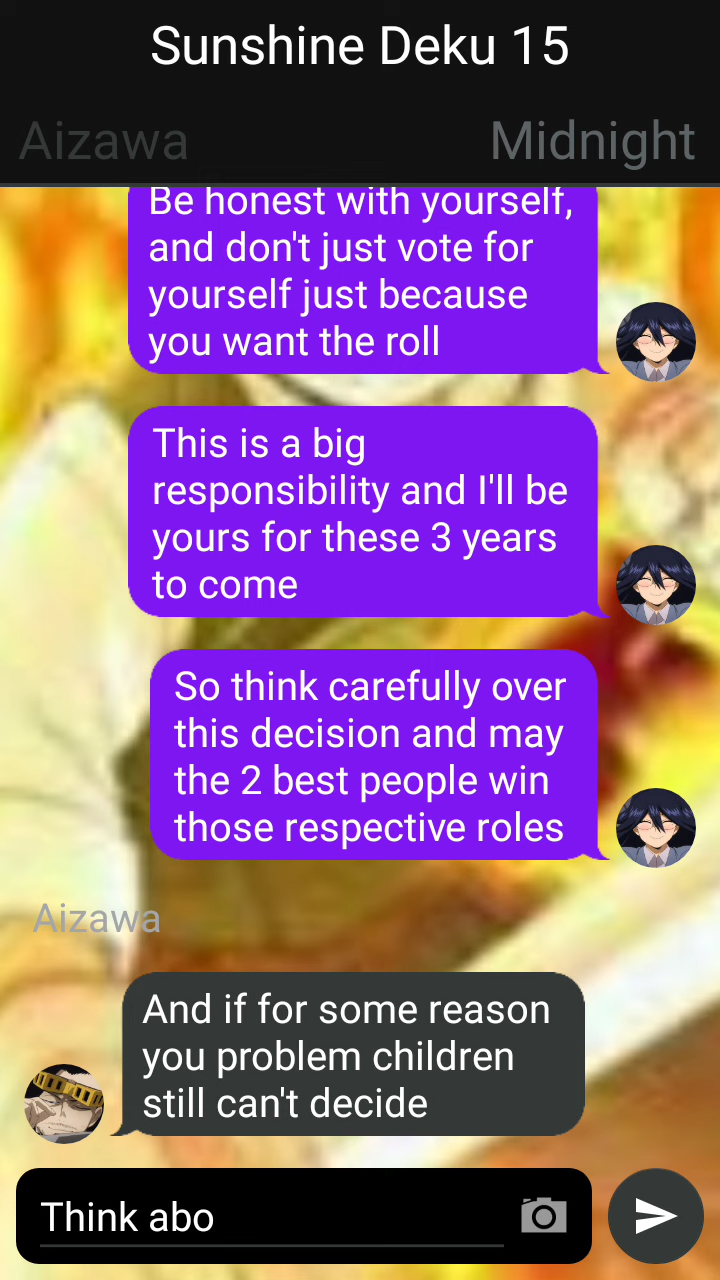 Sunshine Deku 15
Aizawa
Midnight
Be honest with yourself,
and don't just vote for
yourself just because
you want the roll
This is a big
responsibility and I'll be
yours for these 3 years
to come
So think carefully over
this decision and may
the 2 best people win
those respective roles
Aizawa
And if for some reason
you problem children
still can't decide
Think abo